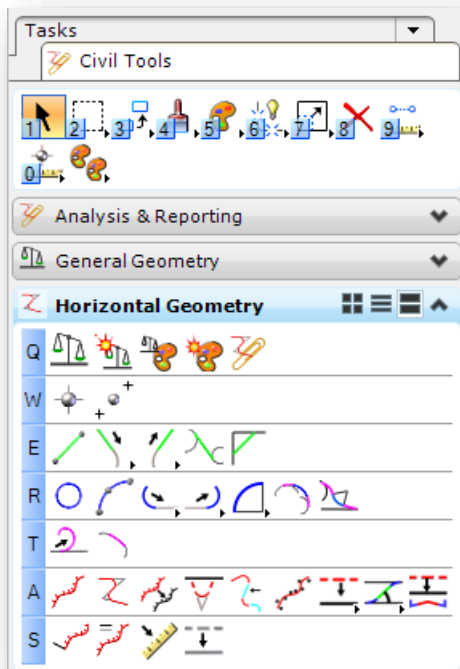 Tasks
Civil Tools
1 2 3 4 5 6 7 8 9
0
Analysis & Reporting
General Geometry
Horizontal Geometry
Q
W
E
R
T
A
S